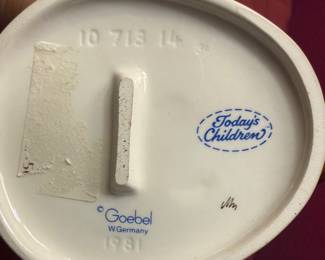 10 713 14
Today's
Children
© Goebel
W.Germany
1981